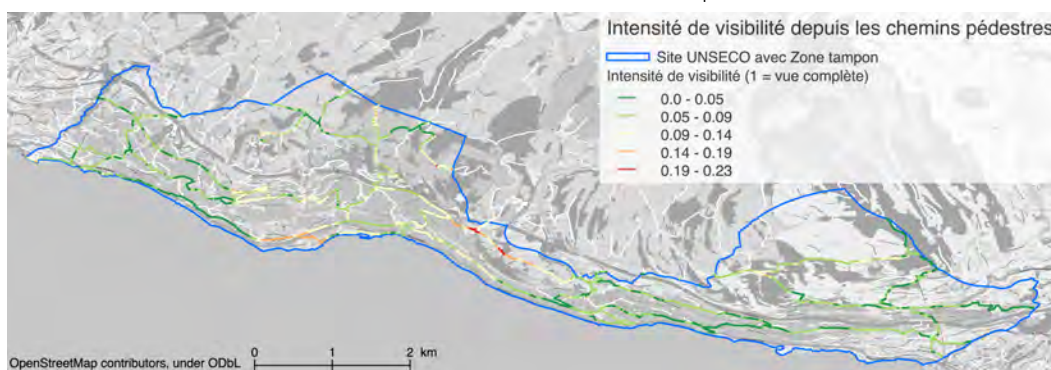 Intensité de visibilité depuis les chemins pédestres
Site UNSECO avec Zone tampon
Intensité de visibilité (1 = vue complète)
0.0 - 0.05
0.05 - 0.09
0.09 - 0.14
0.14 - 0.19
0.19 - 0.23
OpenStreetMap contributors, under ODbL
0 1 2 km